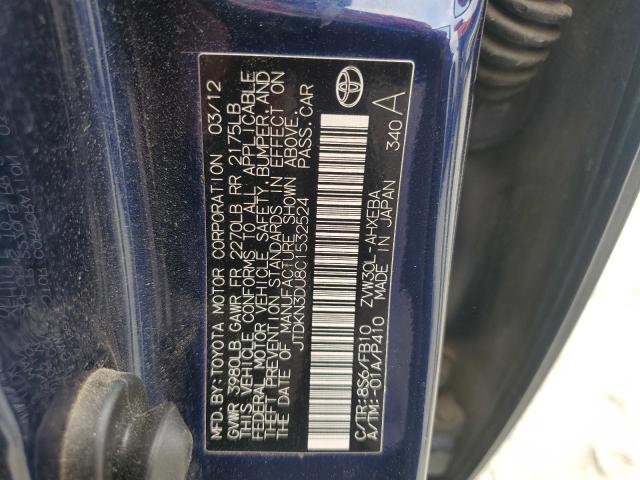 MFD. BY: TOYOTA MOTOR CORPORATION 03/12
GVWR 3980LB GAWR FR 2270LB RR 2175LB
THIS VEHICLE CONFORMS TO ALL APPLICABLE
FEDERAL MOTOR VEHICLE SAFETY, BUMPER, AND
THEFT PREVENTION STANDARDS IN EFFECT ON
THE DATE OF MANUFACTURE SHOWN ABOVE.
JTDKN3DU8C1532524 PASS. CAR
C/TR: 8S6/FB10 ZVW30L-AHXEBA
A/TM: -01A/P410 MADE IN JAPAN 340 A